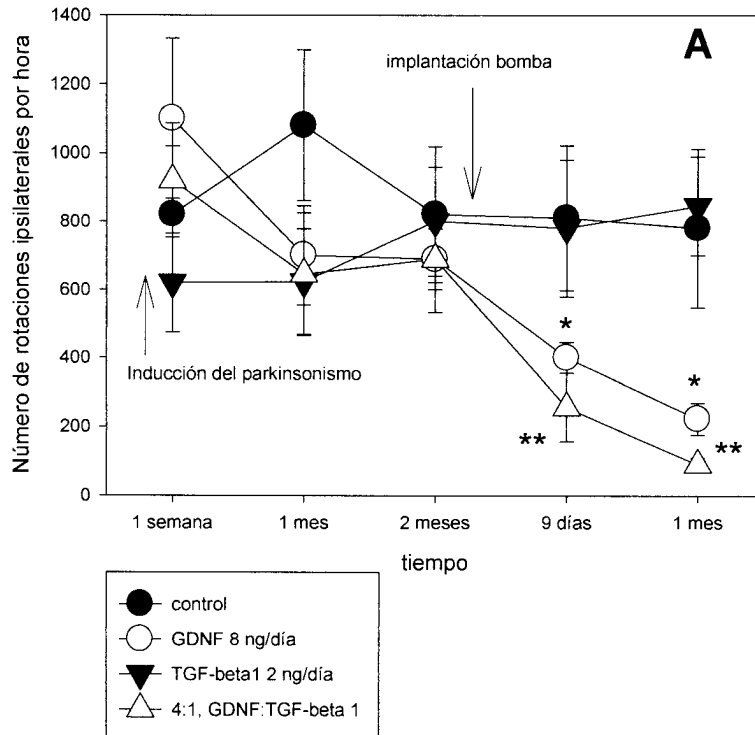 A
Número de rotaciones ipsilaterales por hora
1400
1200
1000
800
600
400
200
0
implantación bomba
Inducción del parkinsonismo
*
*
**
**
1 semana
1 mes
2 meses
9 días
1 mes
tiempo
control
GDNF 8 ng/día
TGF-beta1 2 ng/día
4:1, GDNF:TGF-beta 1